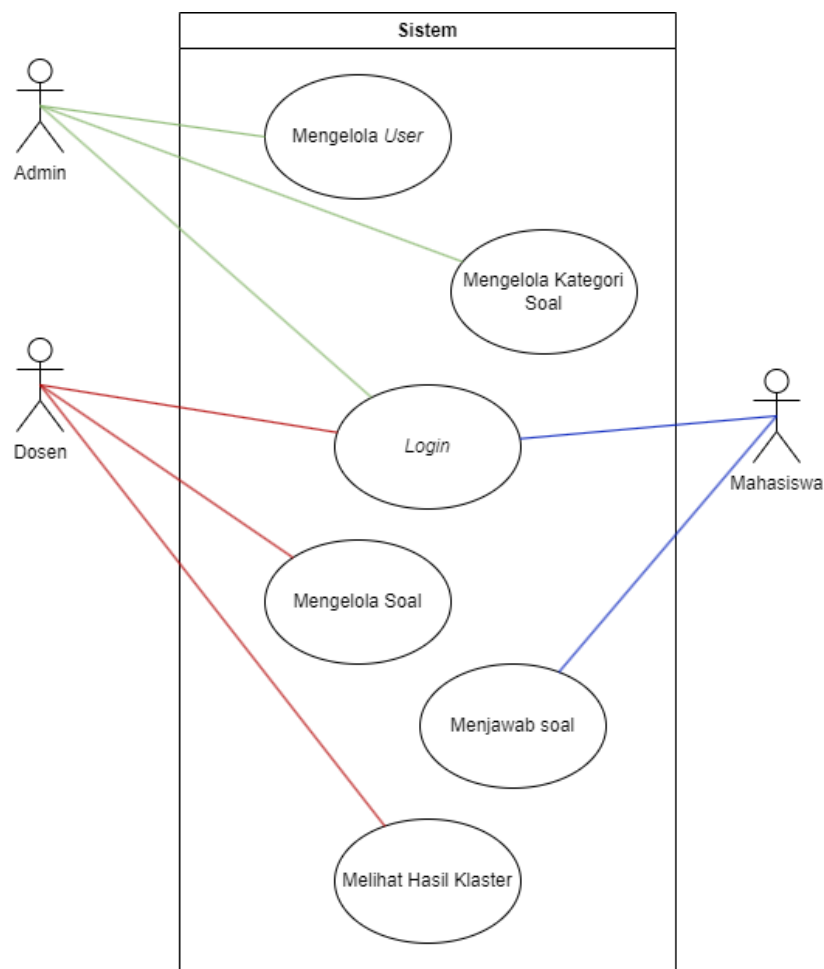 Sistem
Mengelola User
Admin
Mengelola Kategori
Soal
Login
Dosen
Mahasiswa
Mengelola Soal
Menjawab soal
Melihat Hasil Klaster